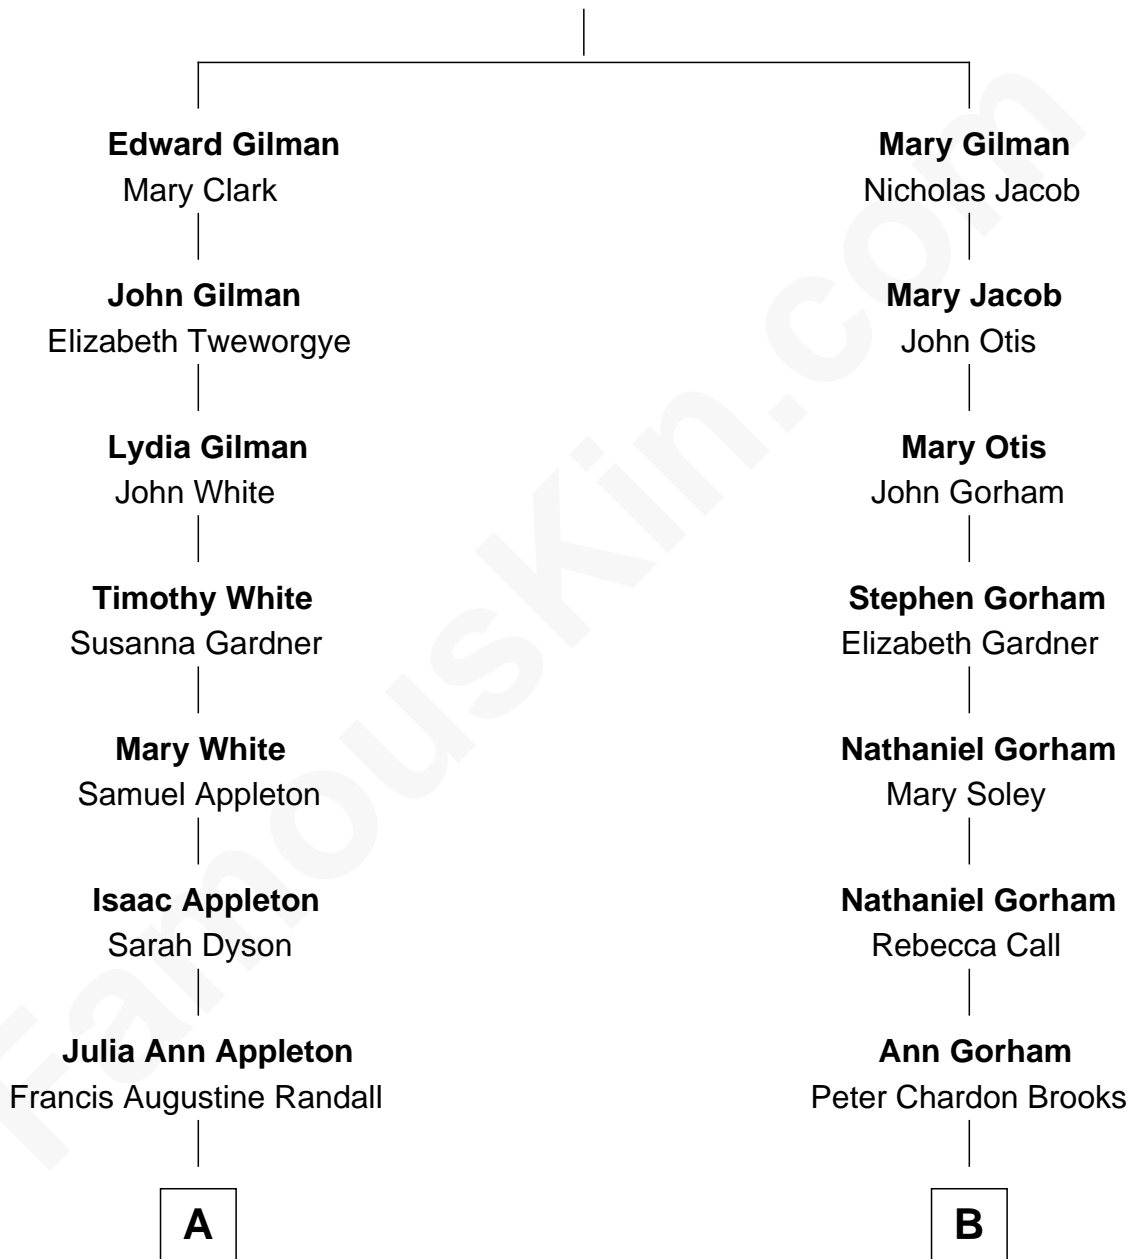 Edward Gilman
Mary Clark
John Gilman
Elizabeth Tweworgye
Lydia Gilman
John White
Timothy White
Susanna Gardner
Mary White
Samuel Appleton
Isaac Appleton
Sarah Dyson
Julia Ann Appleton
Francis Augustine Randall
A
Mary Gilman
Nicholas Jacob
Mary Jacob
John Otis
Mary Otis
John Gorham
Stephen Gorham
Elizabeth Gardner
Nathaniel Gorham
Mary Soley
Nathaniel Gorham
Rebecca Call
Ann Gorham
Peter Chardon Brooks
B
FamousKin.com